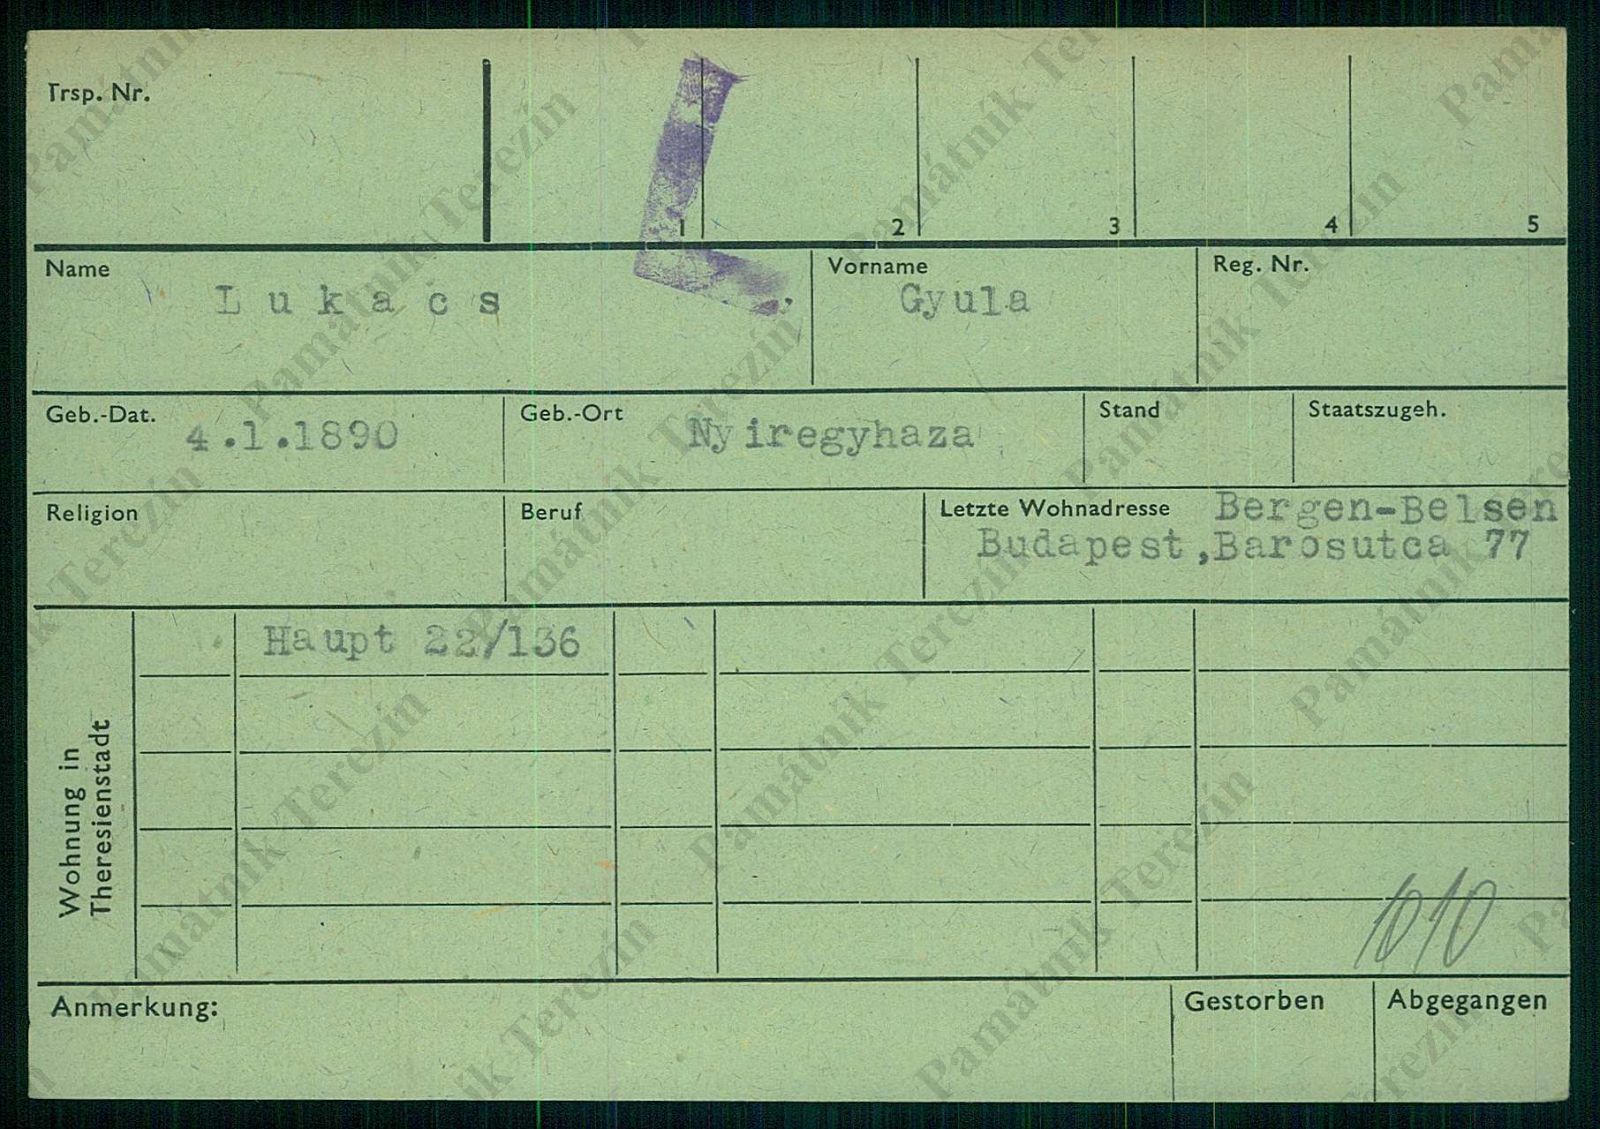 Trsp. Nr.
L
1 2 3 4 5
Name Vorname Reg. Nr.
Lukacs Gyula
Geb.-Dat. Geb.-Ort Stand Staatszugeh.
4.1.1890 Nyiregyhaza
Religion Beruf Letzte Wohnadresse Bergen-Belsen
Budapest,Barosutca 77
Wohnung in
Theresienstadt
Haupt 22/136
1010
Anmerkung: Gestorben Abgegangen
Památník Terezín